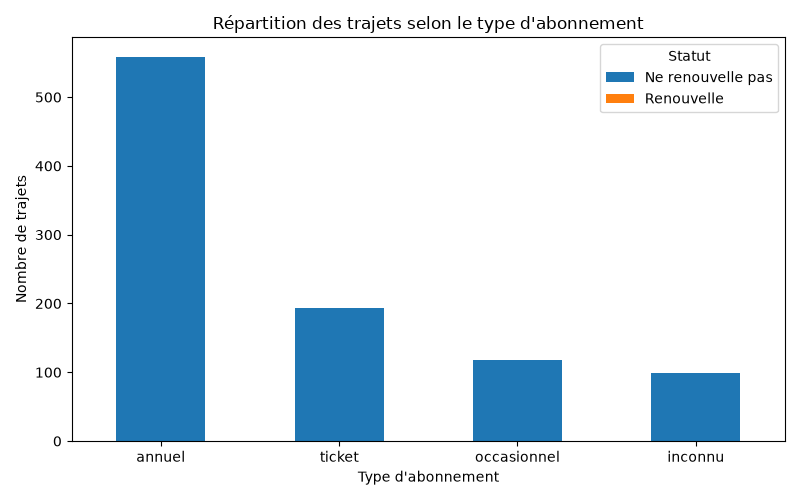 Répartition des trajets selon le type d'abonnement
Statut
Ne renouvelle pas
Renouvelle
Nombre de trajets
500
400
300
200
100
0
annuel
ticket
occasionnel
inconnu
Type d'abonnement